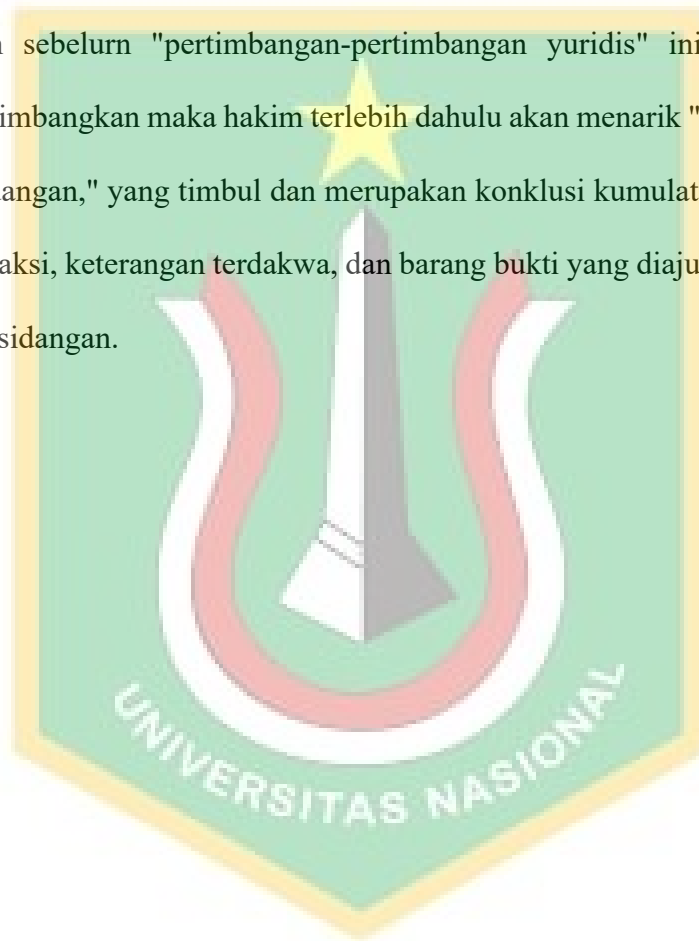 sebelurn "pertimbangan-pertimbangan yuridis" ini
imbangkan maka hakim terlebih dahulu akan menarik "
angan," yang timbul dan merupakan konklusi kumulat
aksi, keterangan terdakwa, dan barang bukti yang diaju
sidangan.
UNIVERSITAS NASIONAL